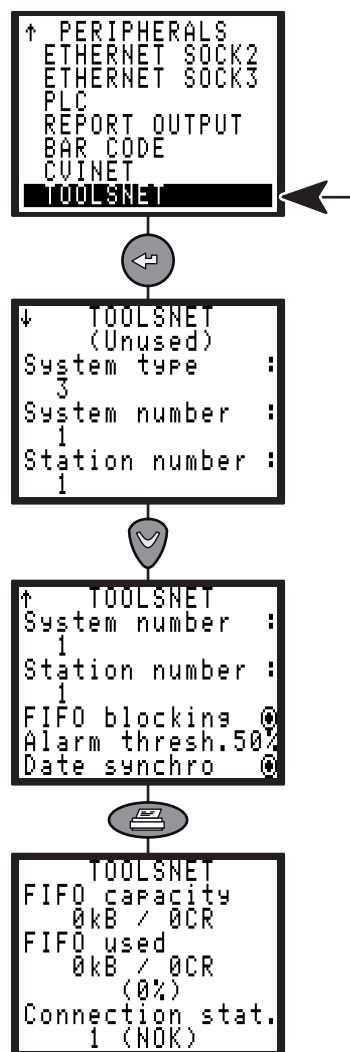 ↑ PERIPHERALS
ETHERNET SOCK2
ETHERNET SOCK3
PLC
REPORT OUTPUT
BAR CODE
CVINET
TOOLSNET
↓ TOOLSNET
(Unused)
System type :
3
System number :
1
Station number :
1
↑ TOOLSNET
System number :
1
Station number :
1
FIFO blocking ◉
Alarm thresh.50%
Date synchro ◉
TOOLSNET
FIFO capacity
0kB / 0CR
FIFO used
0kB / 0CR
(0%)
Connection stat.
1 (NOK)